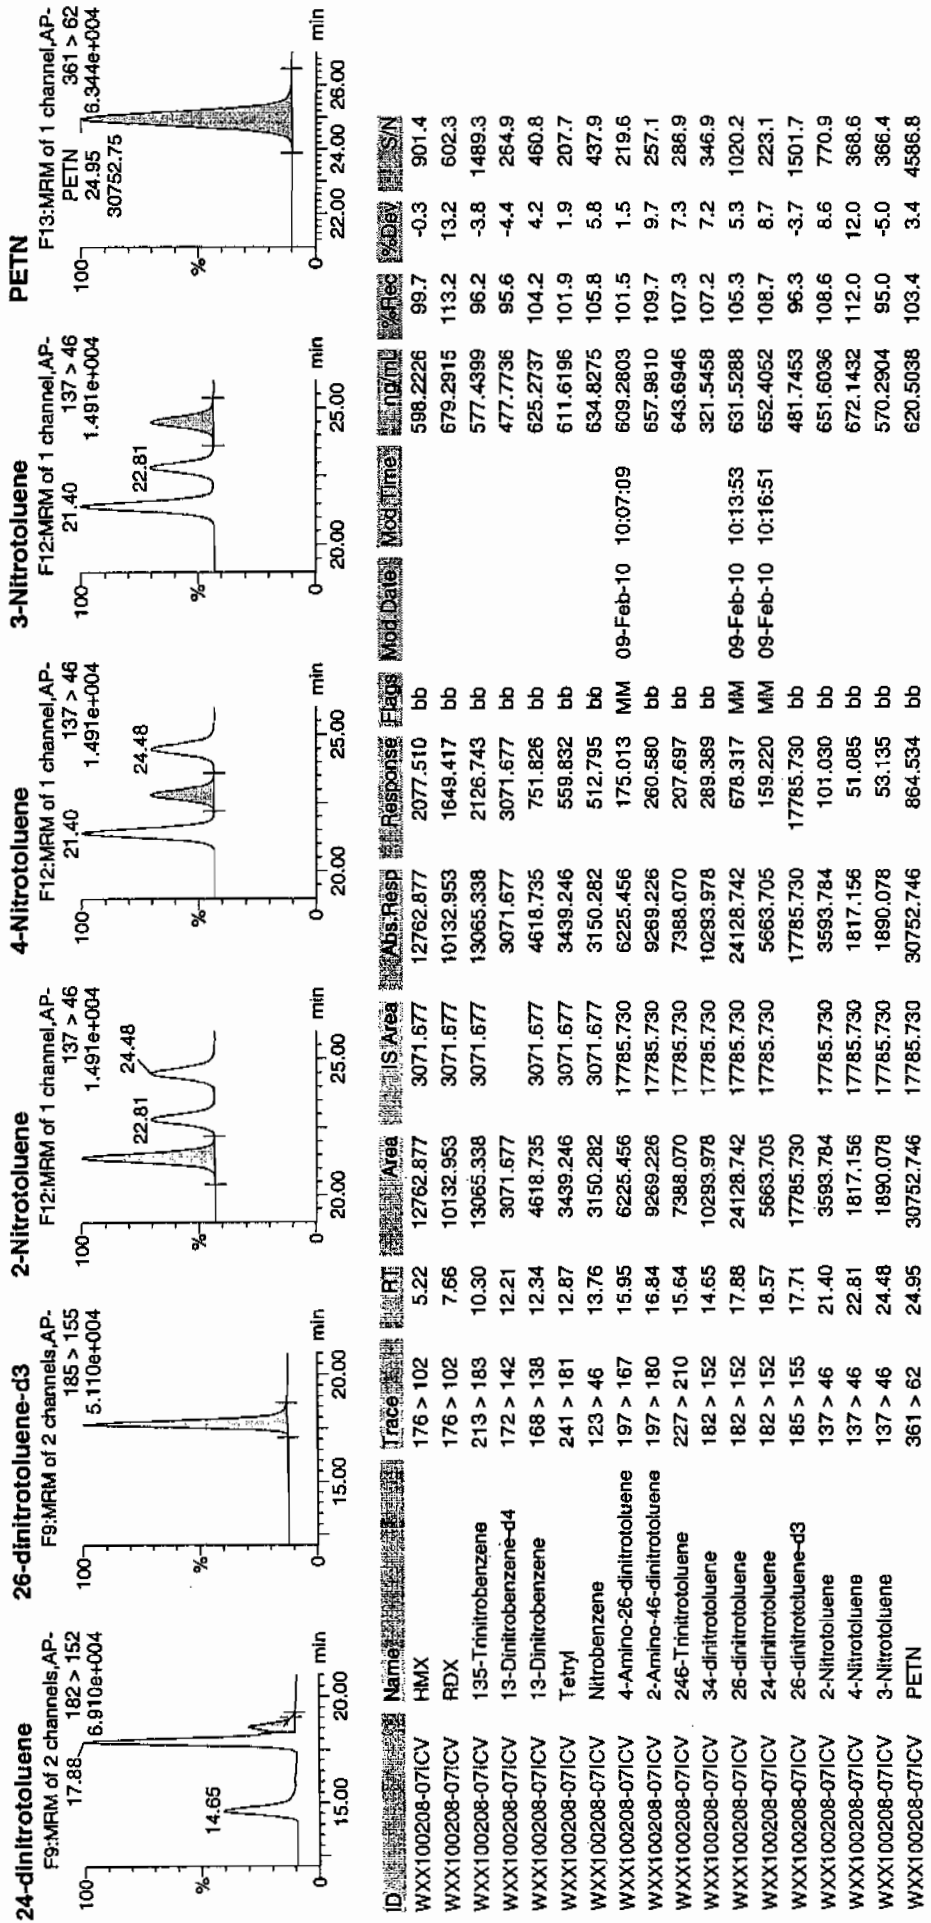 24-dinitrotoluene
F9:MRM of 2 channels,AP-
182 > 152
6.910e+004
100
17.88
14.65
%
0
15.00 20.00
min
26-dinitrotoluene-d3
F9:MRM of 2 channels,AP-
185 > 155
5.110e+004
100
%
0
15.00 20.00
min
2-Nitrotoluene
F12:MRM of 1 channel,AP-
137 > 46
1.491e+004
100
22.81
24.48
%
0
20.00 25.00
min
4-Nitrotoluene
F12:MRM of 1 channel,AP-
137 > 46
1.491e+004
100
21.40
24.48
%
0
20.00 25.00
min
3-Nitrotoluene
F12:MRM of 1 channel,AP-
137 > 46
1.491e+004
100
21.40
22.81
%
0
20.00 25.00
min
PETN
F13:MRM of 1 channel,AP-
361 > 62
6.344e+004
PETN
24.95
30752.75
100
%
0
22.00 24.00 26.00
min
ID Name Trace RT Area IS Area Abs.Resp Response Flags Mod.Date Mod.Time ng/mL %Rec %Dev S/N
WXX100208-07ICV HMX 176 > 102 5.22 12762.877 3071.677 12762.877 2077.510 bb 598.2226 99.7 -0.3 901.4
WXX100208-07ICV RDX 176 > 102 7.66 10132.953 3071.677 10132.953 1649.417 bb 679.2915 113.2 13.2 602.3
WXX100208-07ICV 135-Trinitrobenzene 213 > 183 10.30 13065.338 3071.677 13065.338 2126.743 bb 577.4399 96.2 -3.8 1489.3
WXX100208-07ICV 13-Dinitrobenzene-d4 172 > 142 12.21 3071.677 3071.677 3071.677 bb 477.7736 95.6 -4.4 264.9
WXX100208-07ICV 13-Dinitrobenzene 168 > 138 12.34 4618.735 3071.677 4618.735 751.826 bb 625.2737 104.2 4.2 460.8
WXX100208-07ICV Tetryl 241 > 181 12.87 3439.246 3071.677 3439.246 559.832 bb 611.6196 101.9 1.9 207.7
WXX100208-07ICV Nitrobenzene 123 > 46 13.76 3150.282 3071.677 3150.282 512.795 bb 634.8275 105.8 5.8 437.9
WXX100208-07ICV 4-Amino-26-dinitrotoluene 197 > 167 15.95 6225.456 17785.730 6225.456 175.013 MM 09-Feb-10 10:07:09 609.2803 101.5 1.5 219.6
WXX100208-07ICV 2-Amino-46-dinitrotoluene 197 > 180 16.84 9269.226 17785.730 9269.226 260.580 bb 657.9810 109.7 9.7 257.1
WXX100208-07ICV 246-Trinitrotoluene 227 > 210 15.64 7388.070 17785.730 7388.070 207.697 bb 643.6946 107.3 7.3 286.9
WXX100208-07ICV 34-dinitrotoluene 182 > 152 14.65 10293.978 17785.730 10293.978 289.389 bb 321.5458 107.2 7.2 346.9
WXX100208-07ICV 26-dinitrotoluene 182 > 152 17.88 24128.742 17785.730 24128.742 678.317 MM 09-Feb-10 10:13:53 631.5288 105.3 5.3 1020.2
WXX100208-07ICV 24-dinitrotoluene 182 > 152 18.57 5663.705 17785.730 5663.705 159.220 MM 09-Feb-10 10:16:51 652.4052 108.7 8.7 223.1
WXX100208-07ICV 26-dinitrotoluene-d3 185 > 155 17.71 17785.730 17785.730 17785.730 bb 481.7453 96.3 -3.7 1501.7
WXX100208-07ICV 2-Nitrotoluene 137 > 46 21.40 3593.784 17785.730 3593.784 101.030 bb 651.6036 108.6 8.6 770.9
WXX100208-07ICV 4-Nitrotoluene 137 > 46 22.81 1817.156 17785.730 1817.156 51.085 bb 672.1432 112.0 12.0 368.6
WXX100208-07ICV 3-Nitrotoluene 137 > 46 24.48 1890.078 17785.730 1890.078 53.135 bb 570.2904 95.0 -5.0 366.4
WXX100208-07ICV PETN 361 > 62 24.95 30752.746 17785.730 30752.746 864.534 bb 620.5038 103.4 3.4 4586.8